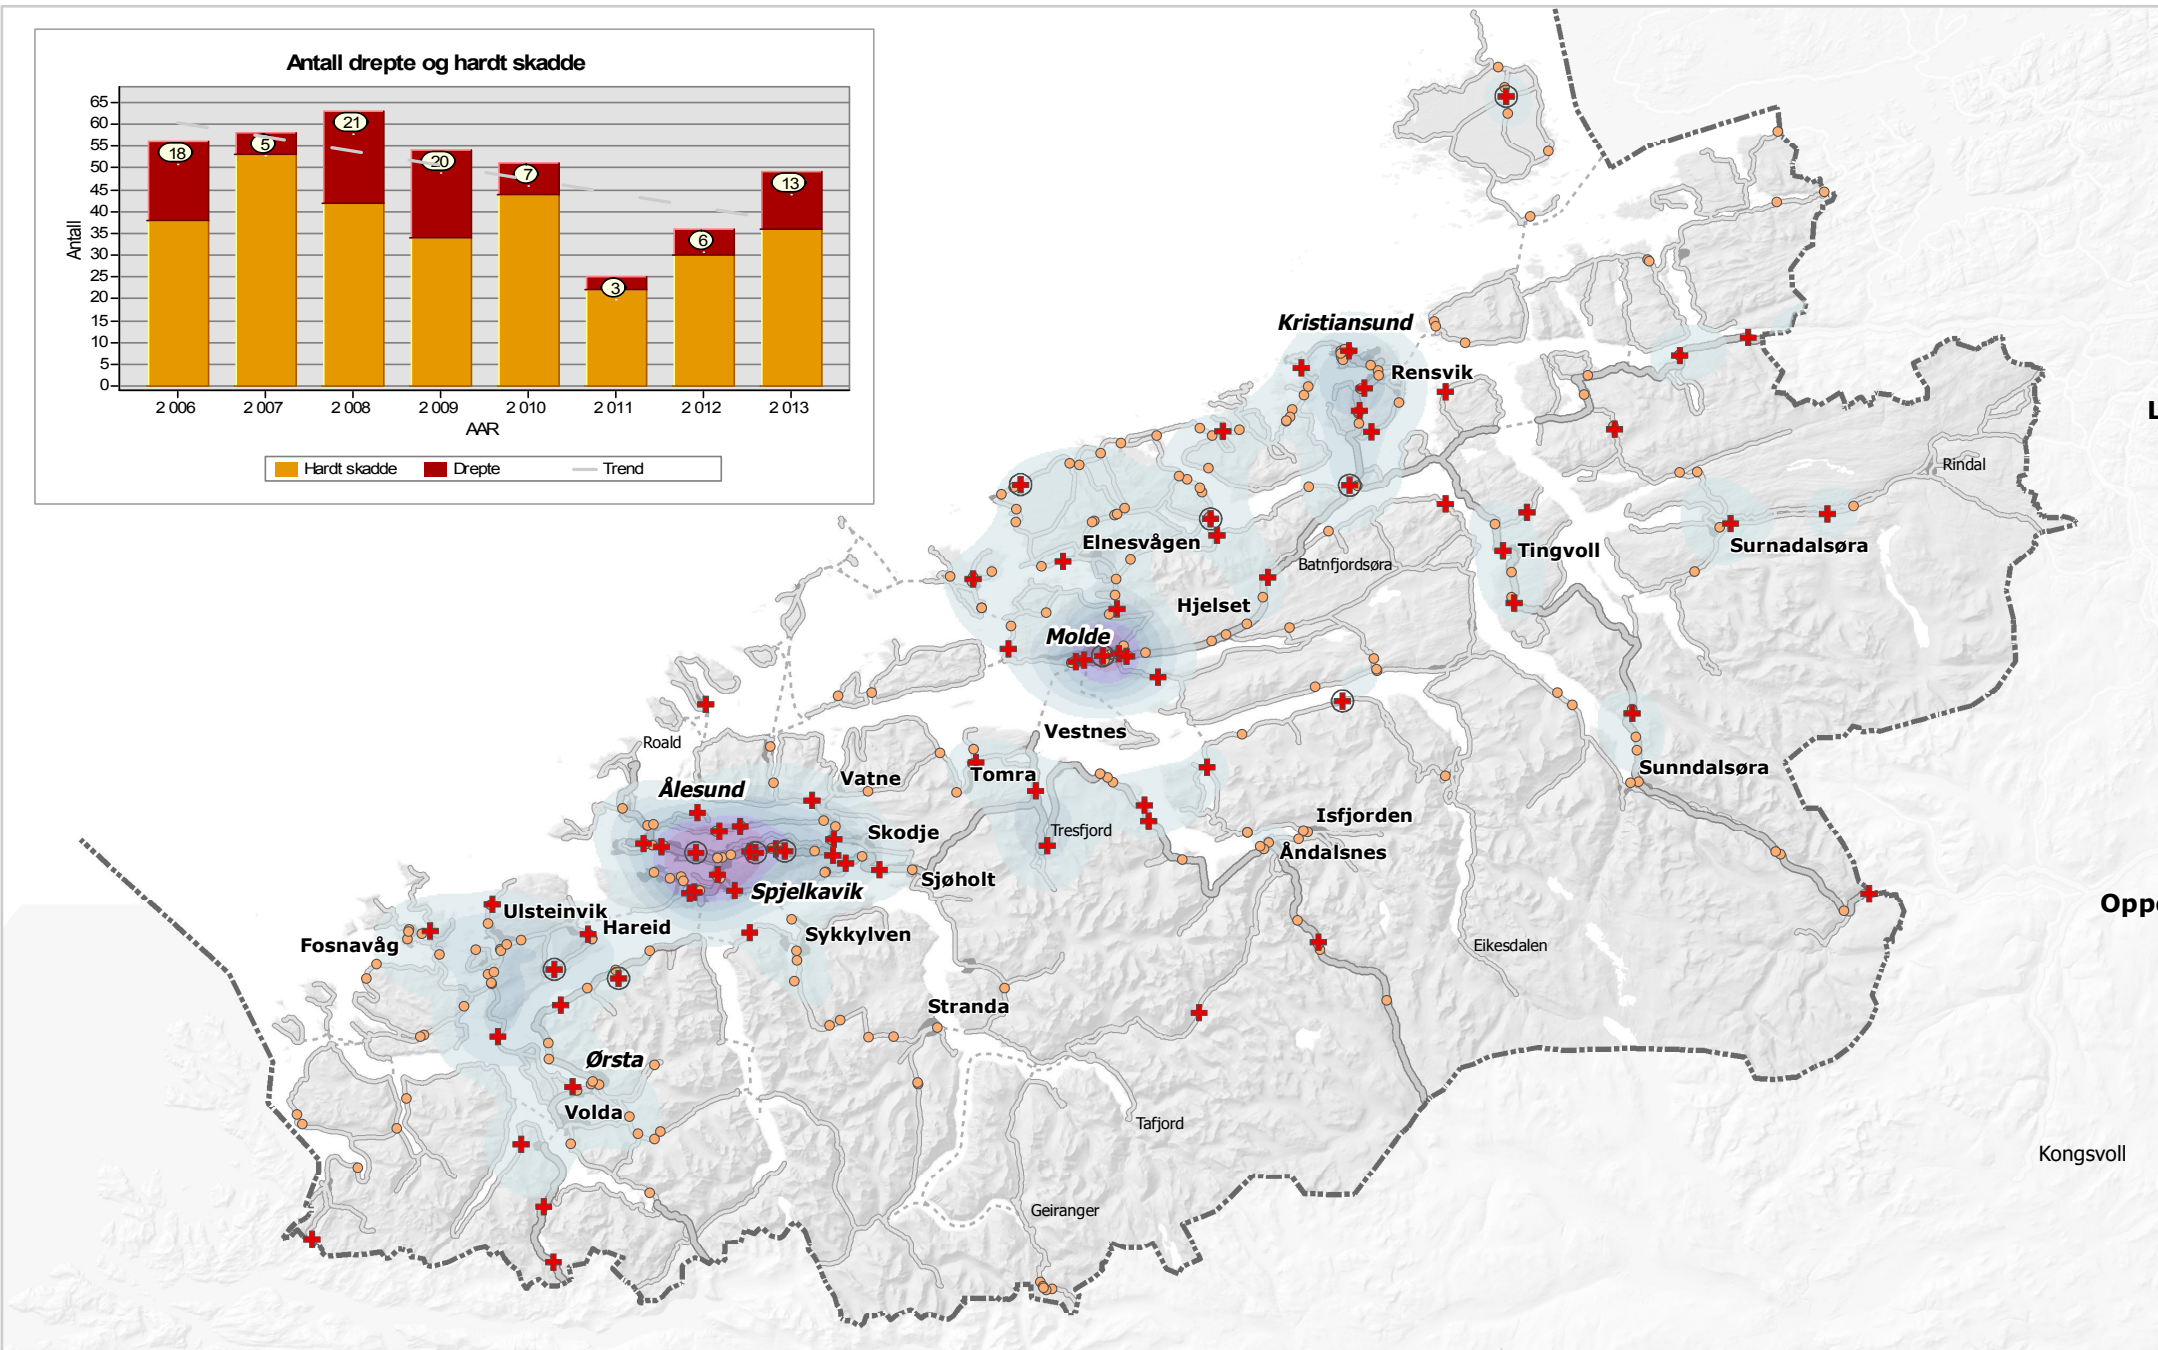 Antall drepte og hardt skadde
Antall
65
60
55
50
45
40
35
30
25
20
15
10
5
0
18
5
21
20
7
3
6
13
2 006
2 007
2 008
2 009
2 010
2 011
2 012
2 013
AAR
Hardt skadde
Drepte
Trend
Kristiansund
Rensvik
Rindal
Elnesvågen
Tingvoll
Surnadalsøra
Batnfjordsøra
Hjelset
Molde
Vestnes
Roald
Tomra
Vatne
Sunndalsøra
Ålesund
Isfjorden
Skodje
Tresfjord
Åndalsnes
Sjøholt
Spjelkavik
Ulsteinvik
Hareid
Sykkylven
Fosnavåg
Eikesdalen
Stranda
Ørsta
Volda
Tafjord
Kongsvoll
Geiranger
L
Opp